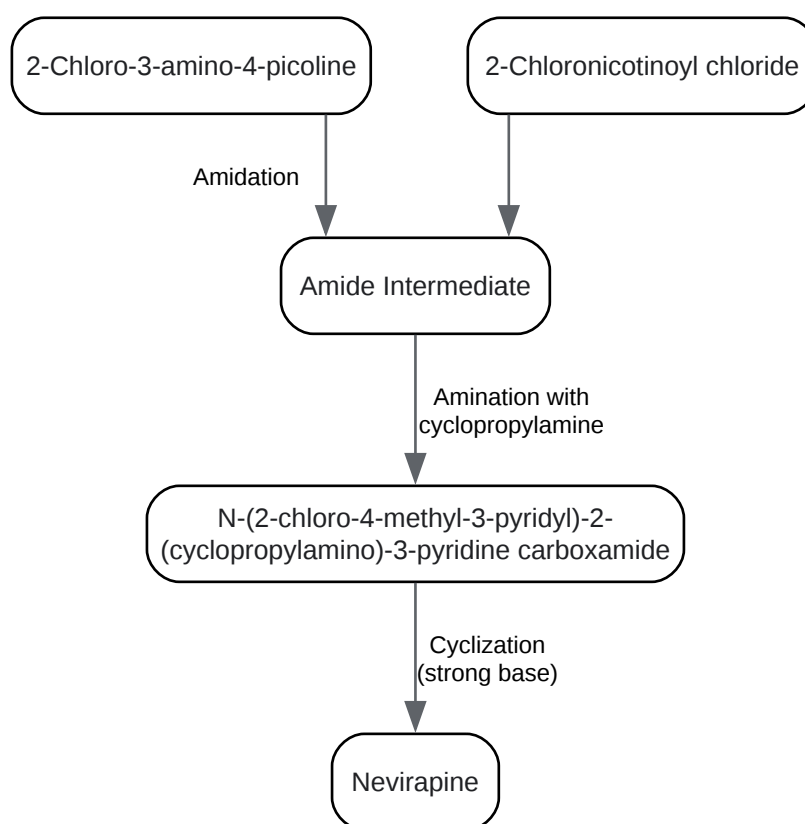 2-Chloro-3-amino-4-picoline
2-Chloronicotinoyl chloride
Amidation
Amide Intermediate
Amination with
cyclopropylamine
N-(2-chloro-4-methyl-3-pyridyl)-2-
(cyclopropylamino)-3-pyridine carboxamide
Cyclization
(strong base)
Nevirapine